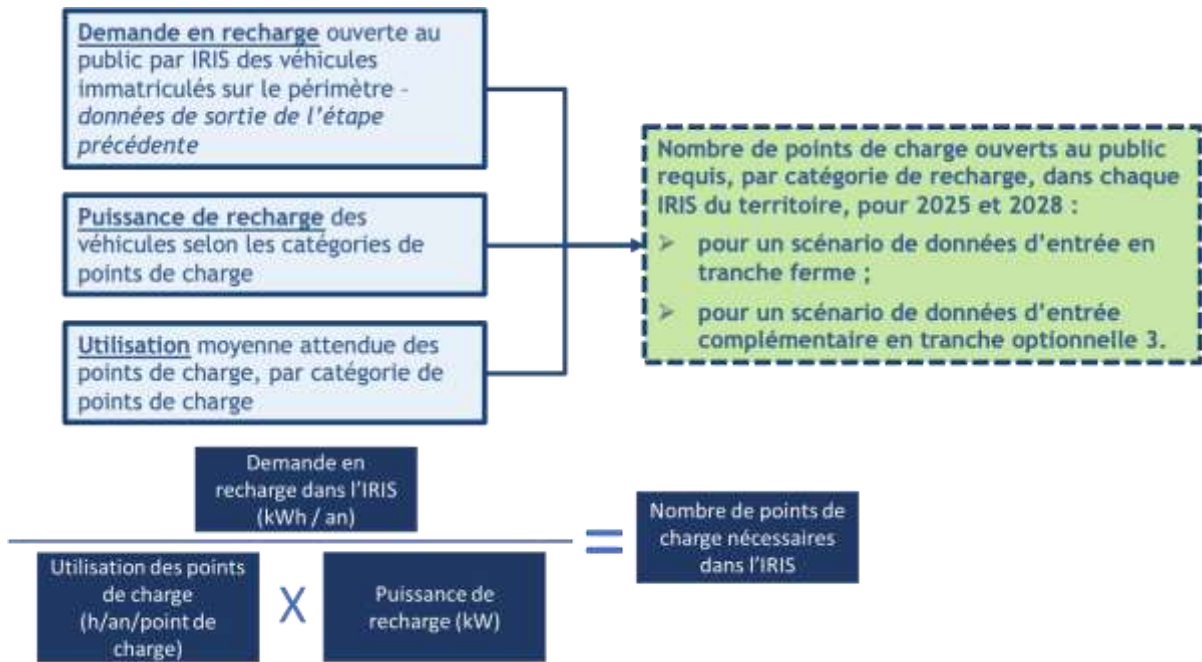 Demande en recharge ouverte au
public par IRIS des véhicules
immatriculés sur le périmètre –
données de sortie de l'étape
précédente
Puissance de recharge des
véhicules selon les catégories de
points de charge
Utilisation moyenne attendue des
points de charge, par catégorie de
points de charge
Nombre de points de charge ouverts au public
requis, par catégorie de recharge, dans chaque
IRIS du territoire, pour 2025 et 2028 :
➢ pour un scénario de données d'entrée en
tranche ferme ;
➢ pour un scénario de données d'entrée
complémentaire en tranche optionnelle 3.
Demande en
recharge dans l'IRIS
(kWh / an)
Utilisation des points
de charge
(h/an/point de
charge)
X
Puissance de
recharge (kW)
=
Nombre de points de
charge nécessaires
dans l'IRIS